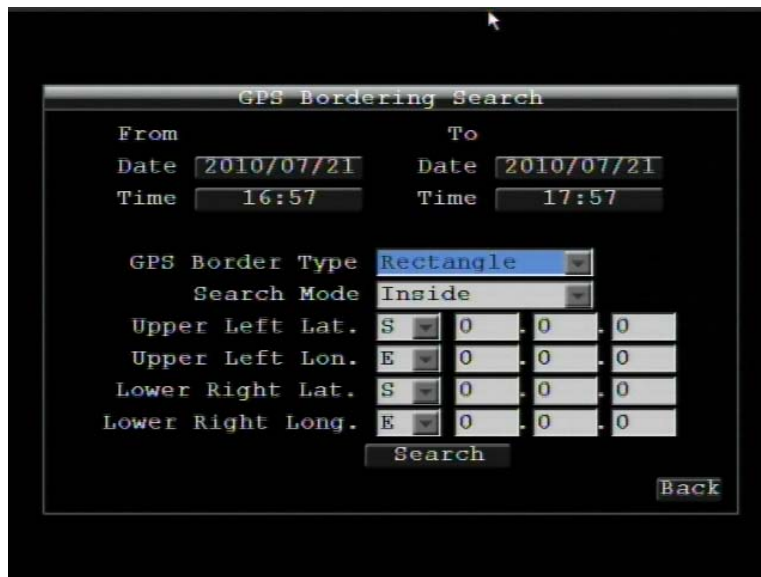 GPS Bordering Search
From To
Date 2010/07/21 Date 2010/07/21
Time 16:57 Time 17:57
GPS Border Type Rectangle
Search Mode Inside
Upper Left Lat. S 0 . 0 . 0
Upper Left Lon. E 0 . 0 . 0
Lower Right Lat. S 0 . 0 . 0
Lower Right Long. E 0 . 0 . 0
Search
Back